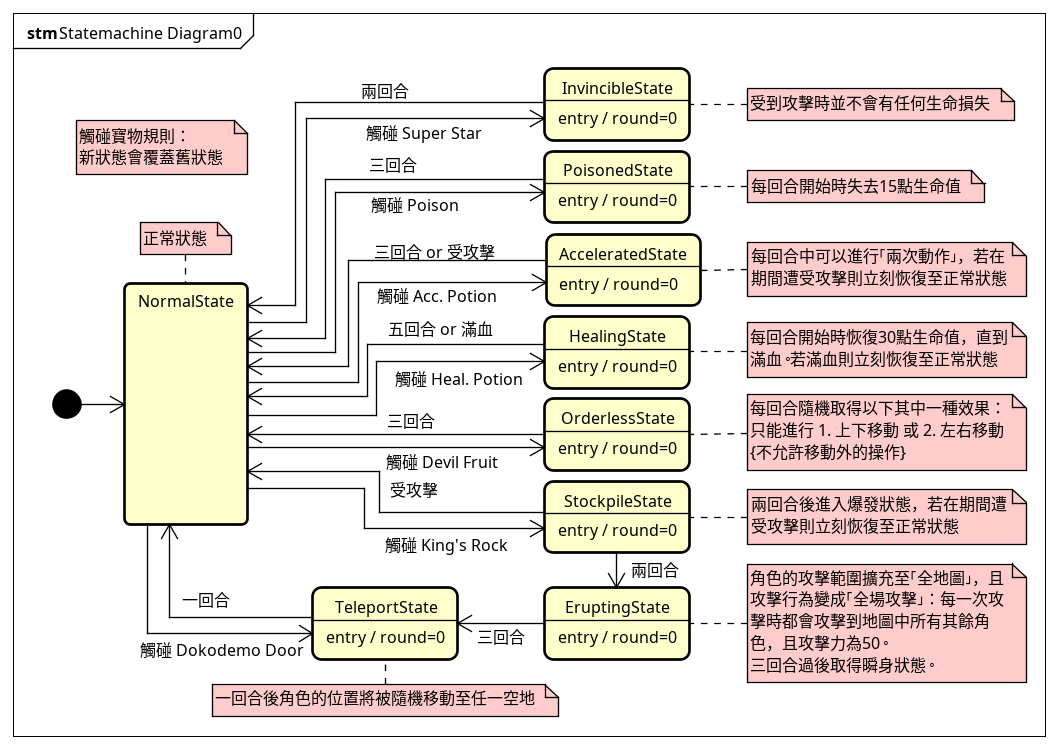 stm Statemachine Diagram0
觸碰寶物規則：
新狀態會覆蓋舊狀態
正常狀態
NormalState
兩回合
觸碰 Super Star
InvincibleState
entry / round=0
受到攻擊時並不會有任何生命損失
三回合
觸碰 Poison
PoisonedState
entry / round=0
每回合開始時失去15點生命值
三回合 or 受攻擊
觸碰 Acc. Potion
AcceleratedState
entry / round=0
每回合中可以進行「兩次動作」，若在
期間遭受攻擊則立刻恢復至正常狀態
五回合 or 滿血
觸碰 Heal. Potion
HealingState
entry / round=0
每回合開始時恢復30點生命值，直到
滿血。若滿血則立刻恢復至正常狀態
三回合
觸碰 Devil Fruit
OrderlessState
entry / round=0
每回合隨機取得以下其中一種效果：
只能進行 1. 上下移動 或 2. 左右移動
{不允許移動外的操作}
受攻擊
觸碰 King's Rock
StockpileState
entry / round=0
兩回合後進入爆發狀態，若在期間遭
受攻擊則立刻恢復至正常狀態
兩回合
EruptingState
entry / round=0
角色的攻擊範圍擴充至「全地圖」，且
攻擊行為變成「全場攻擊」：每一次攻
擊時都會攻擊到地圖中所有其餘角
色，且攻擊力為50。
三回合過後取得瞬身狀態。
三回合
一回合
觸碰 Dokodemo Door
TeleportState
entry / round=0
一回合後角色的位置將被隨機移動至任一空地